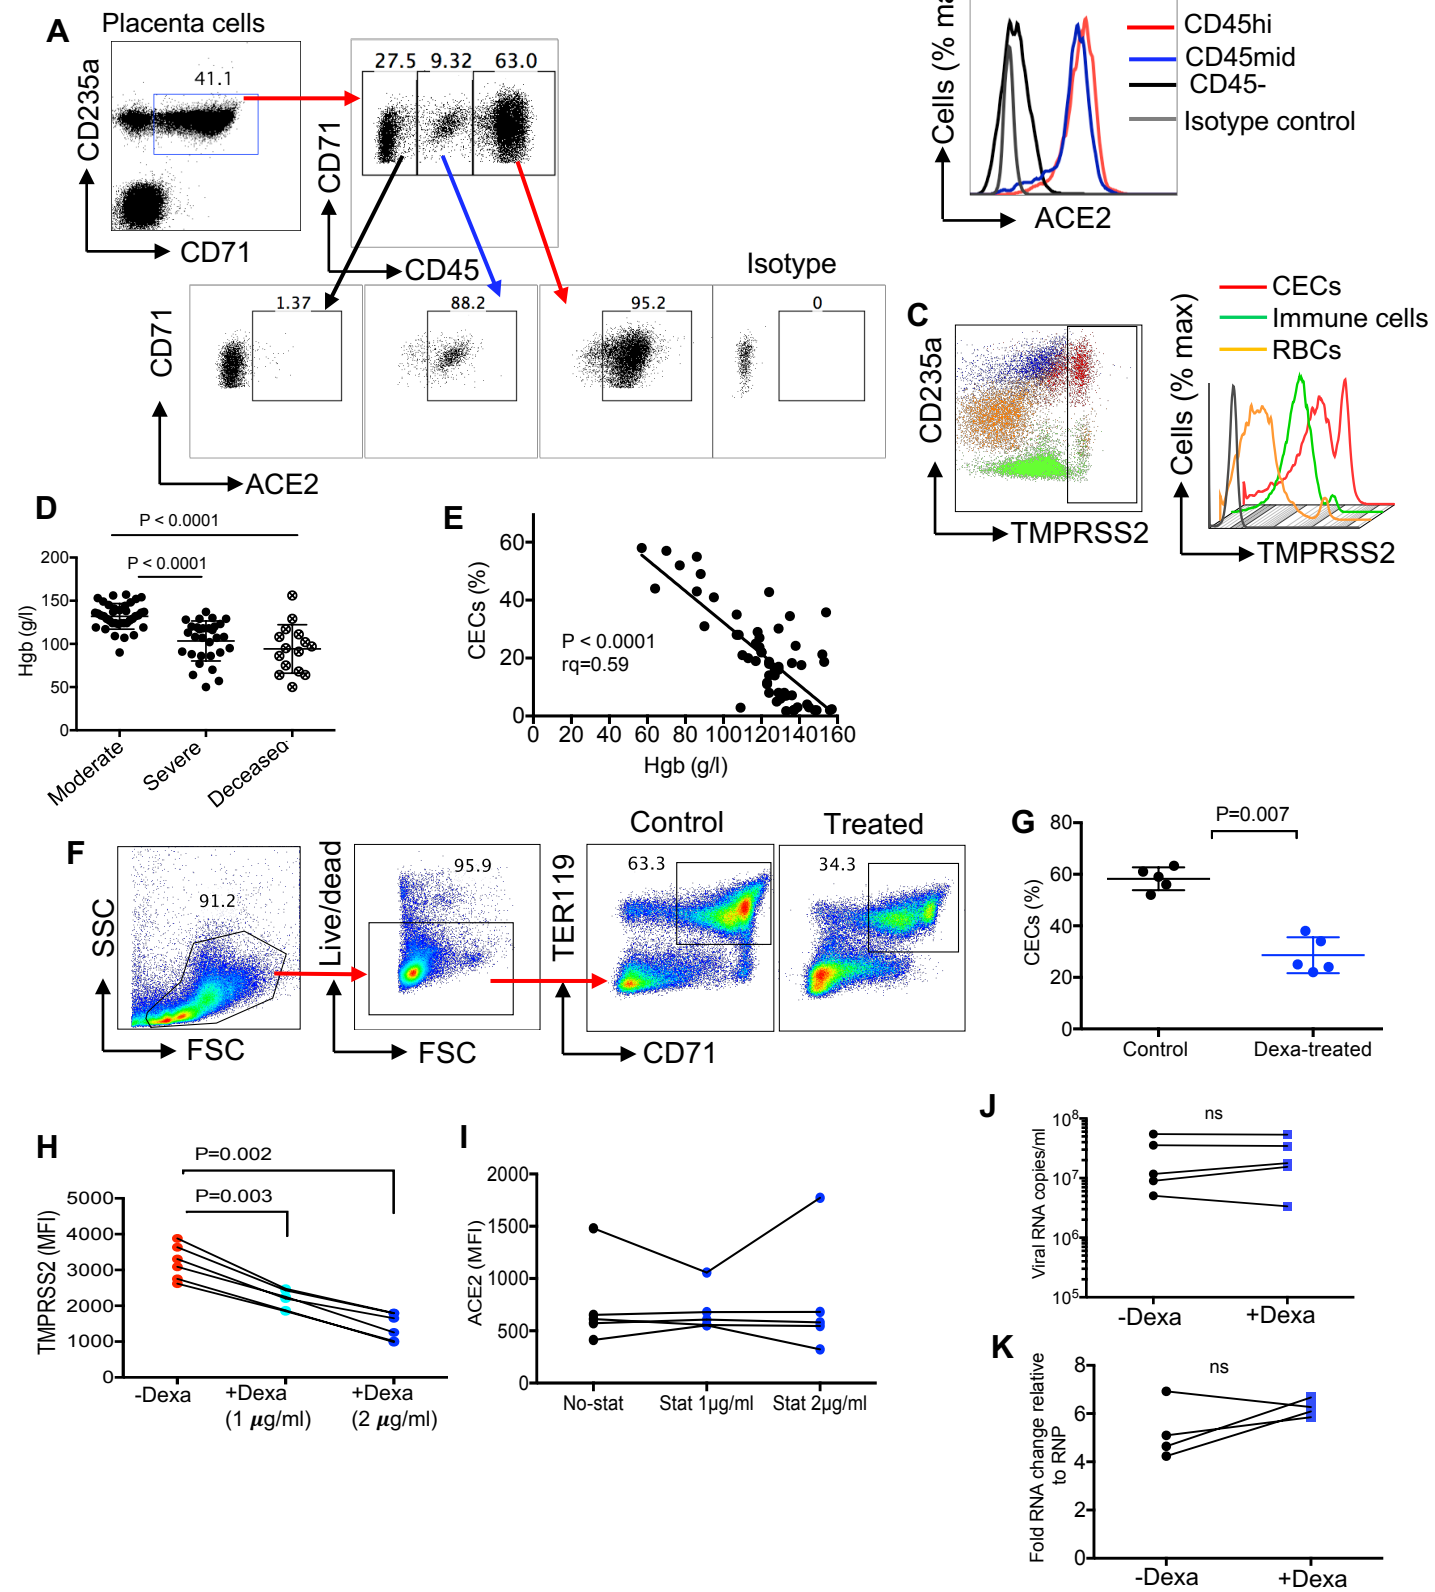 A
Placenta cells
CD235a
41.1
CD71
27.5 9.32 63.0
CD71
CD45
CD71
1.37
88.2
95.2
Isotype
0
ACE2
Cells (% ma
CD45hi
CD45mid
CD45-
Isotype control
ACE2
C
CD235a
TMPRSS2
CECs
Immune cells
RBCs
Cells (% max)
TMPRSS2
D
P < 0.0001
P < 0.0001
Hgb (g/l)
200
150
100
50
0
Moderate
Severe
Deceased
E
CECs (%)
60
40
20
0
P < 0.0001
rq=0.59
0 20 40 60 80 100 120 140 160
Hgb (g/l)
F
SSC
91.2
FSC
Live/dead
95.9
FSC
TER119
Control
63.3
Treated
34.3
CD71
G
P=0.007
CECs (%)
80
60
40
20
0
Control
Dexa-treated
H
P=0.002
P=0.003
TMPRSS2 (MFI)
5000
4000
3000
2000
1000
0
-Dexa
+Dexa
(1 µg/ml)
+Dexa
(2 µg/ml)
I
ACE2 (MFI)
2000
1500
1000
500
0
No-stat
Stat 1µg/ml
Stat 2µg/ml
J
ns
Viral RNA copies/ml
10⁸
10⁷
10⁶
10⁵
-Dexa
+Dexa
K
ns
Fold RNA change relative
to RNP
8
6
4
2
0
-Dexa
+Dexa